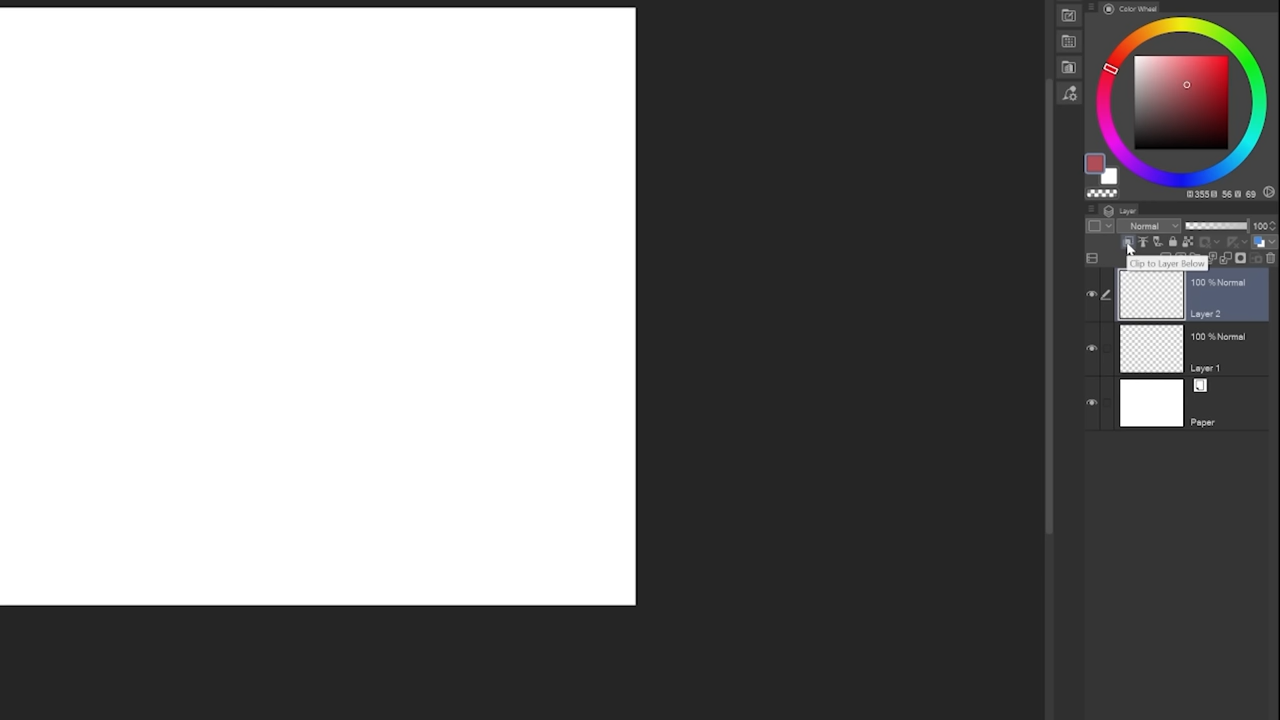 Color Wheel
355 56 69
Layer
Normal 100
Clip to Layer Below
100 % Normal
Layer 2
100 % Normal
Layer 1
Paper